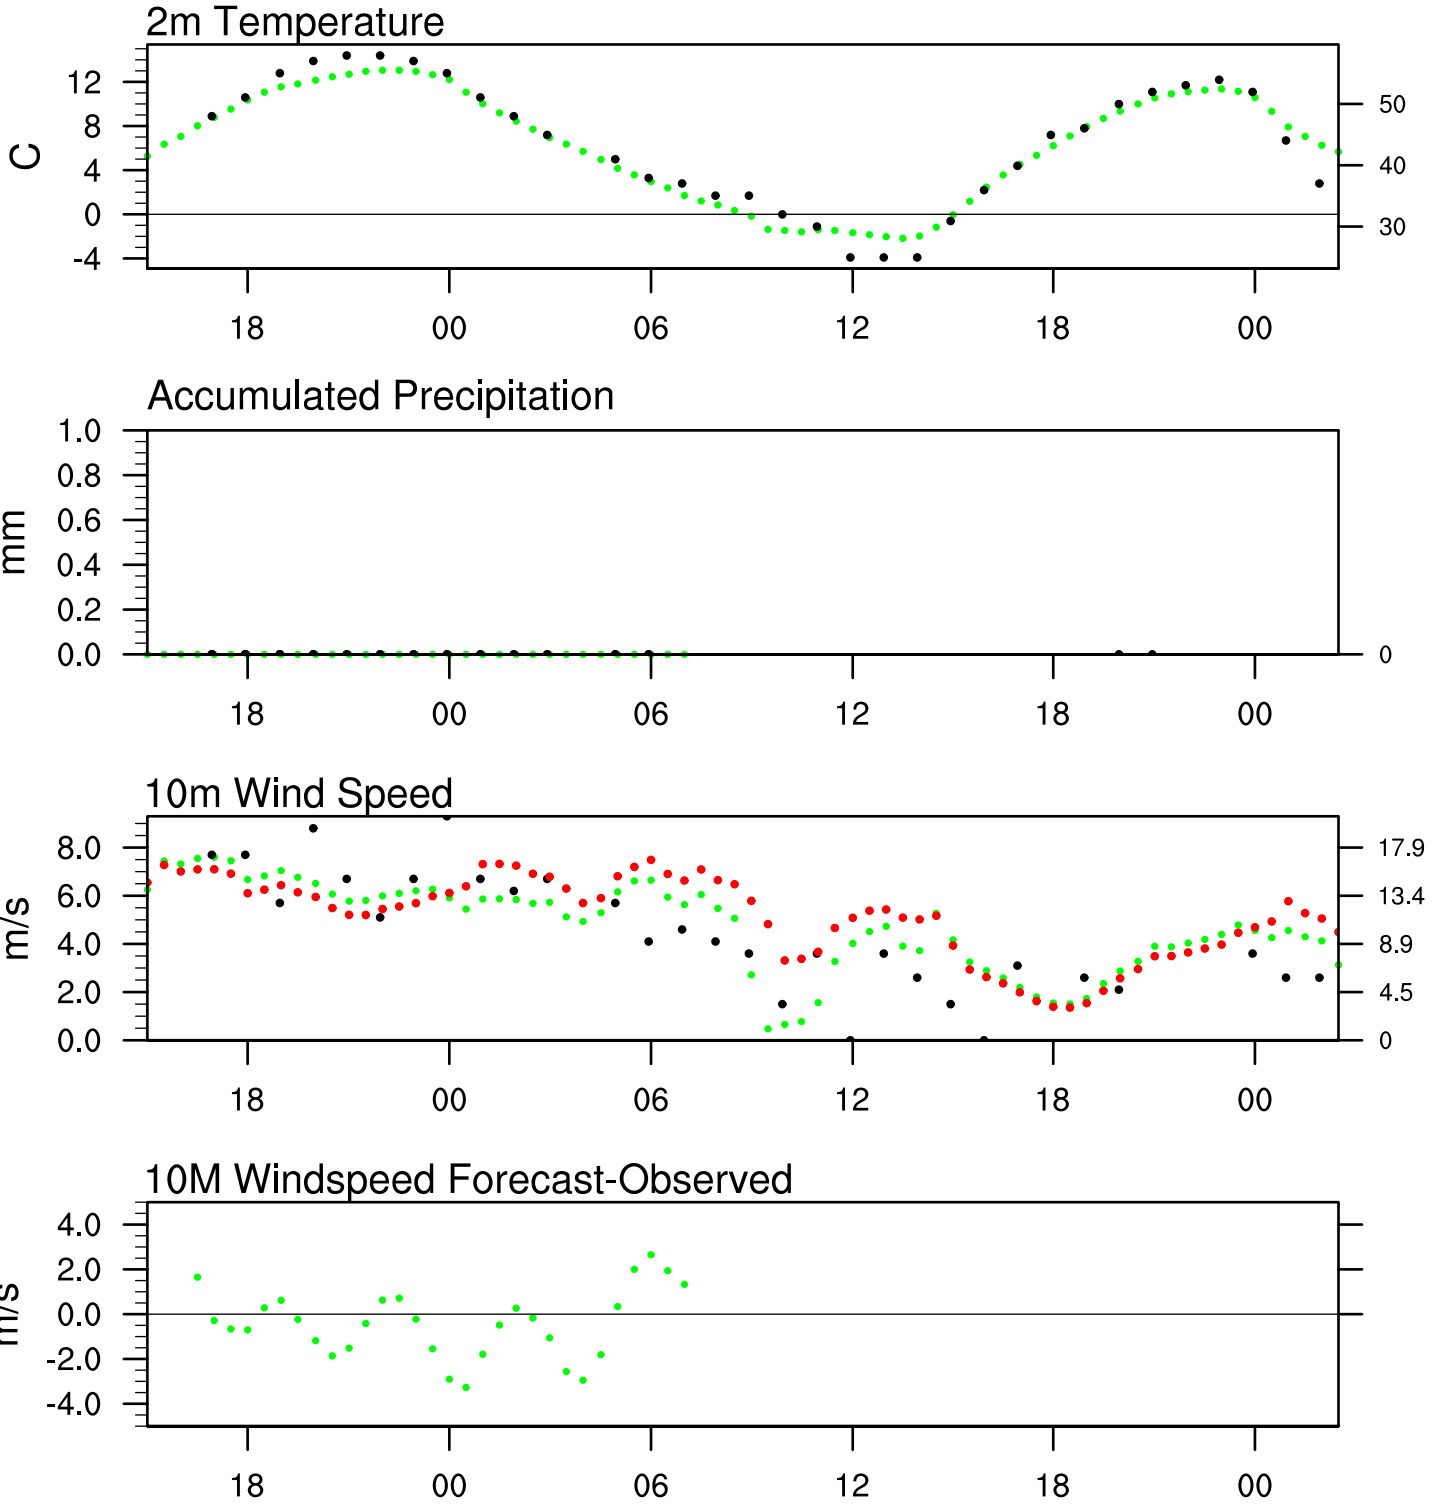 2m Temperature
C
12
8
4
0
-4
50
40
30
18 00 06 12 18 00
Accumulated Precipitation
mm
1.0
0.8
0.6
0.4
0.2
0.0
0
18 00 06 12 18 00
10m Wind Speed
m/s
8.0
6.0
4.0
2.0
0.0
17.9
13.4
8.9
4.5
0
18 00 06 12 18 00
10M Windspeed Forecast-Observed
m/s
4.0
2.0
0.0
-2.0
-4.0
18 00 06 12 18 00